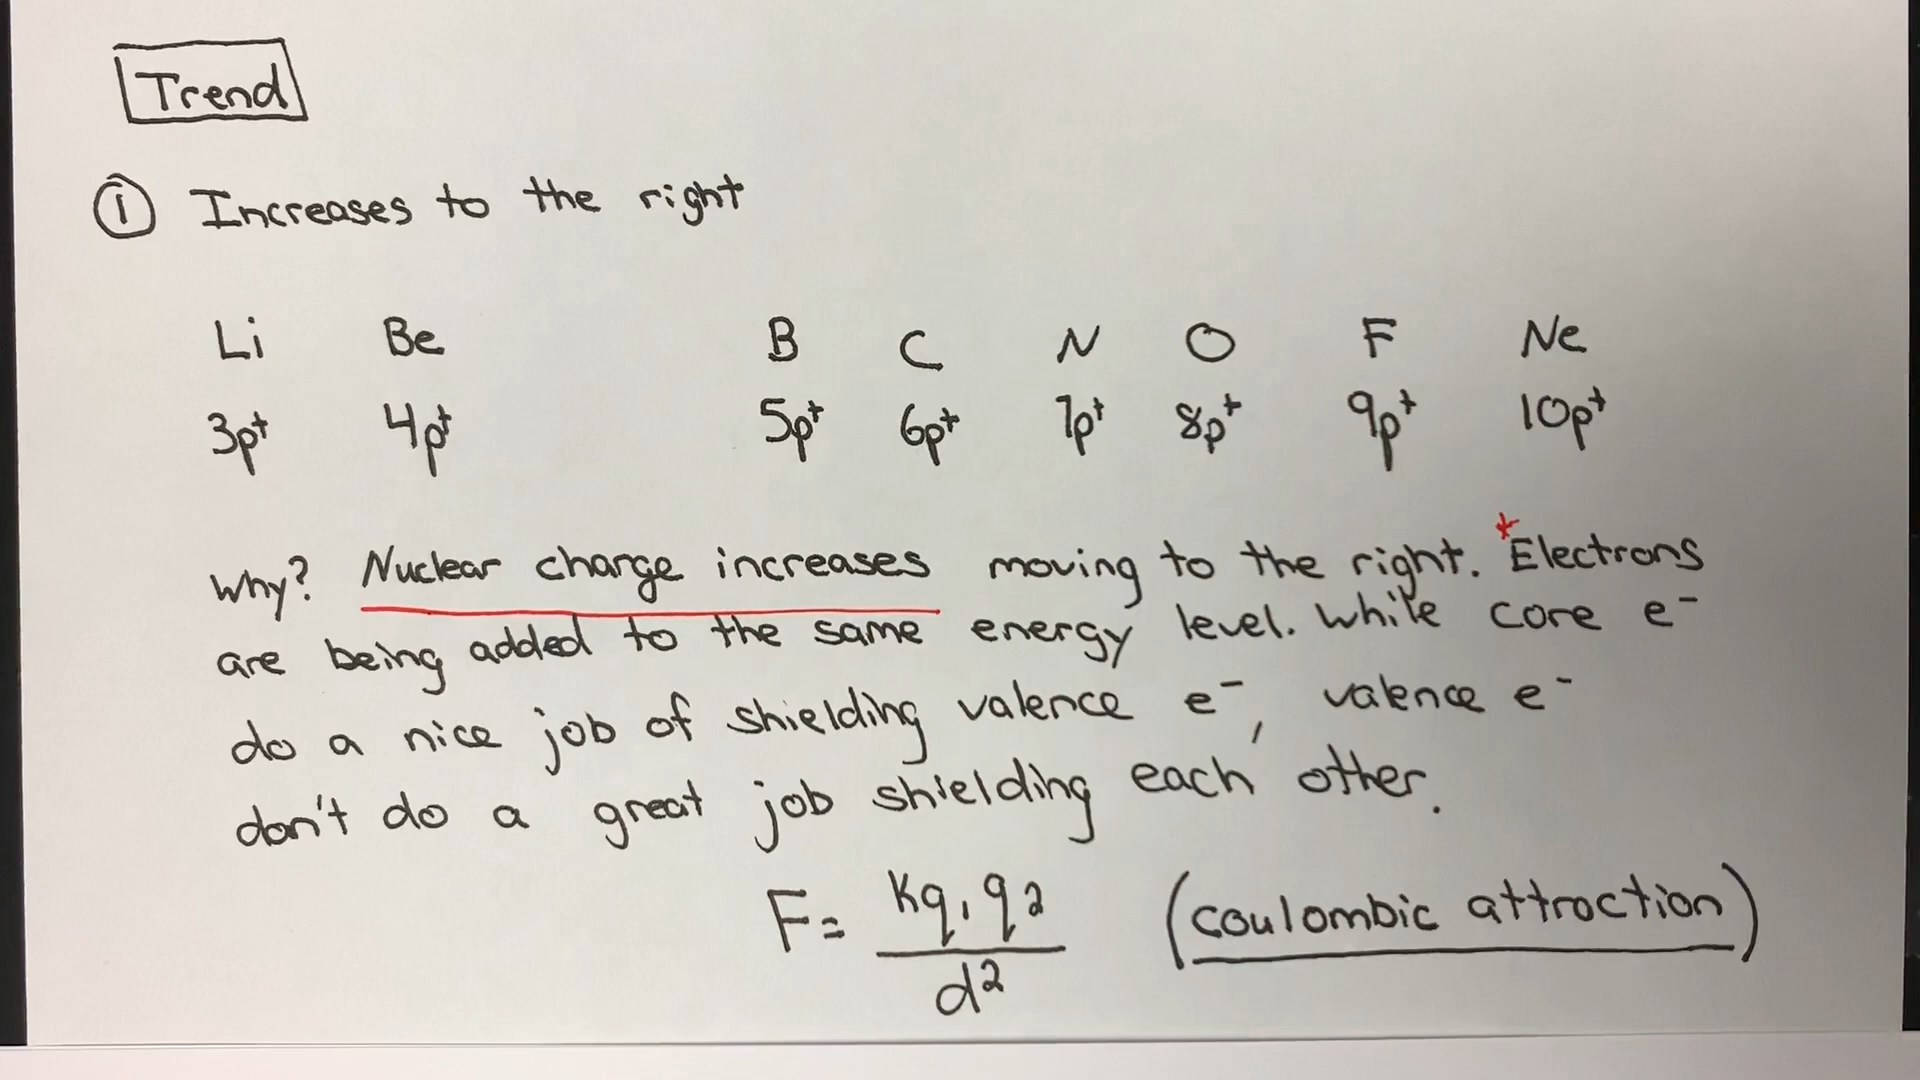 Trend
① Increases to the right
Li Be B C N O F Ne
3p⁺ 4p⁺ 5p⁺ 6p⁺ 7p⁺ 8p⁺ 9p⁺ 10p⁺
Why? Nuclear charge increases moving to the right. *Electrons
are being added to the same energy level. While core e⁻
do a nice job of shielding valence e⁻, valence e⁻
don't do a great job shielding each other.
F = kq₁q₂/d² (coulombic attraction)